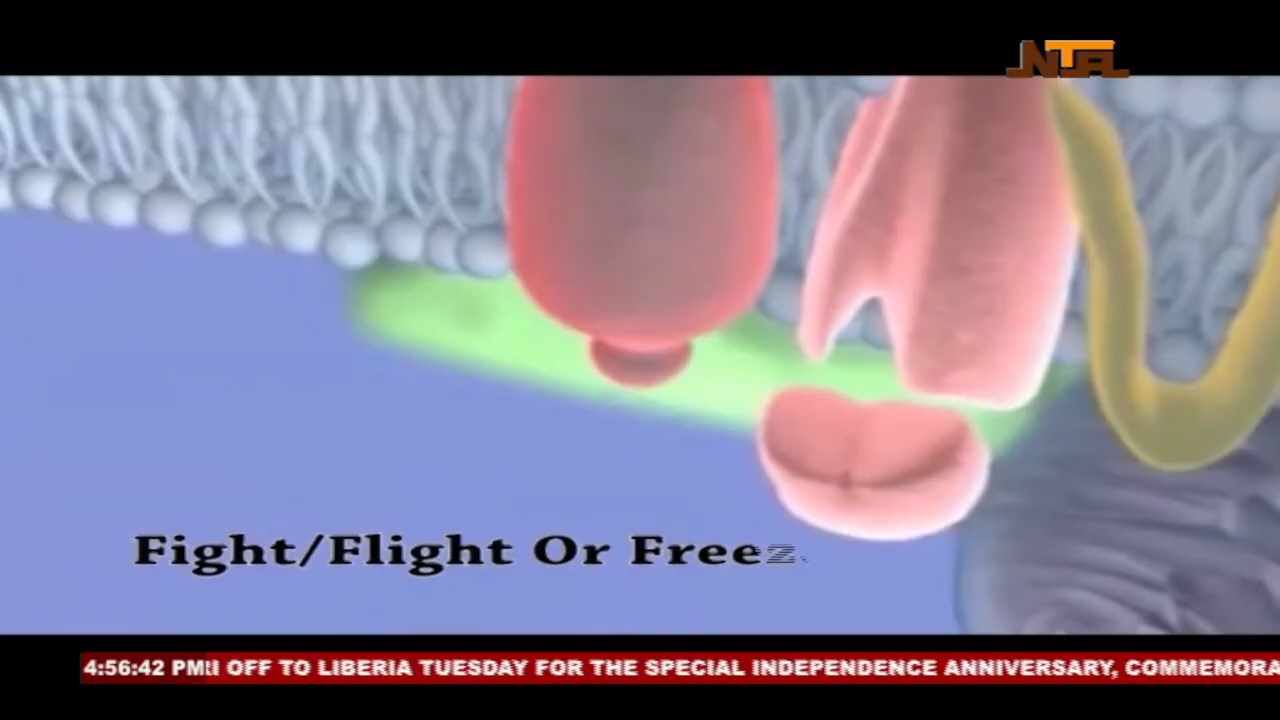 NTA
Fight/Flight Or Freez
4:56:42 PM I OFF TO LIBERIA TUESDAY FOR THE SPECIAL INDEPENDENCE ANNIVERSARY, COMMEMORA